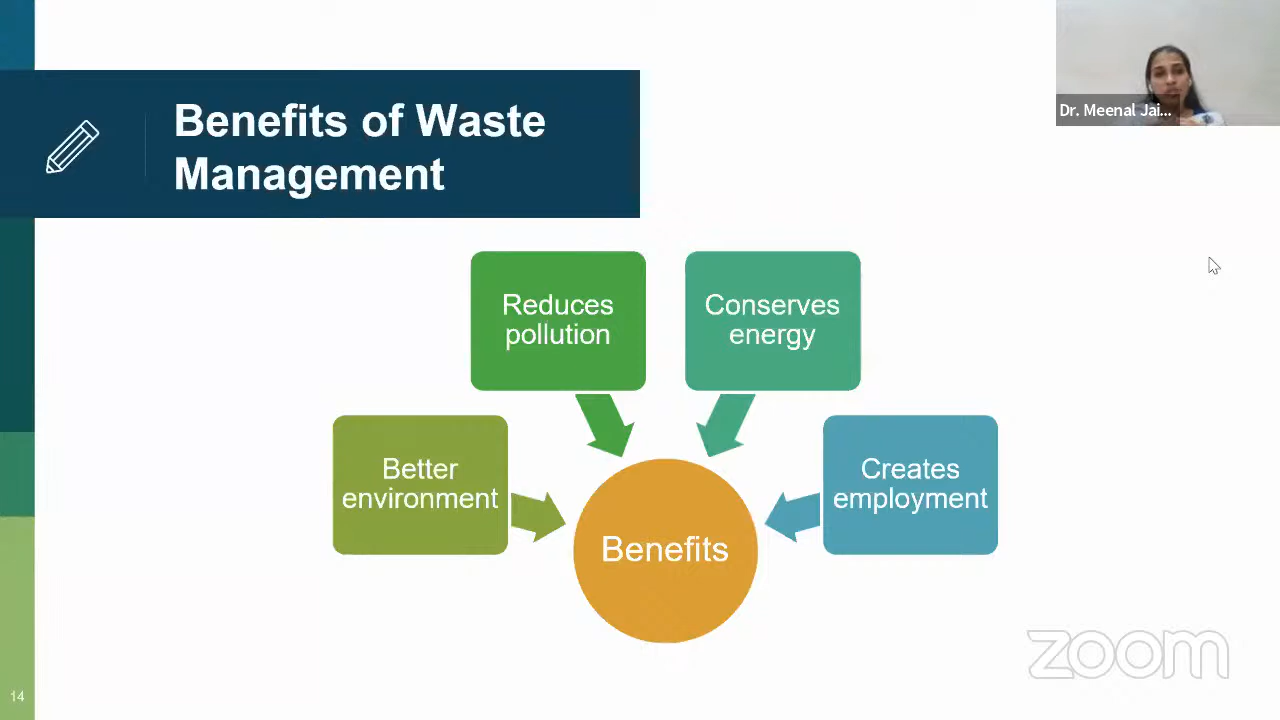 Benefits of Waste
Management
Dr. Meenal Jai...
Reduces
pollution
Conserves
energy
Better
environment
Creates
employment
Benefits
zoom
14